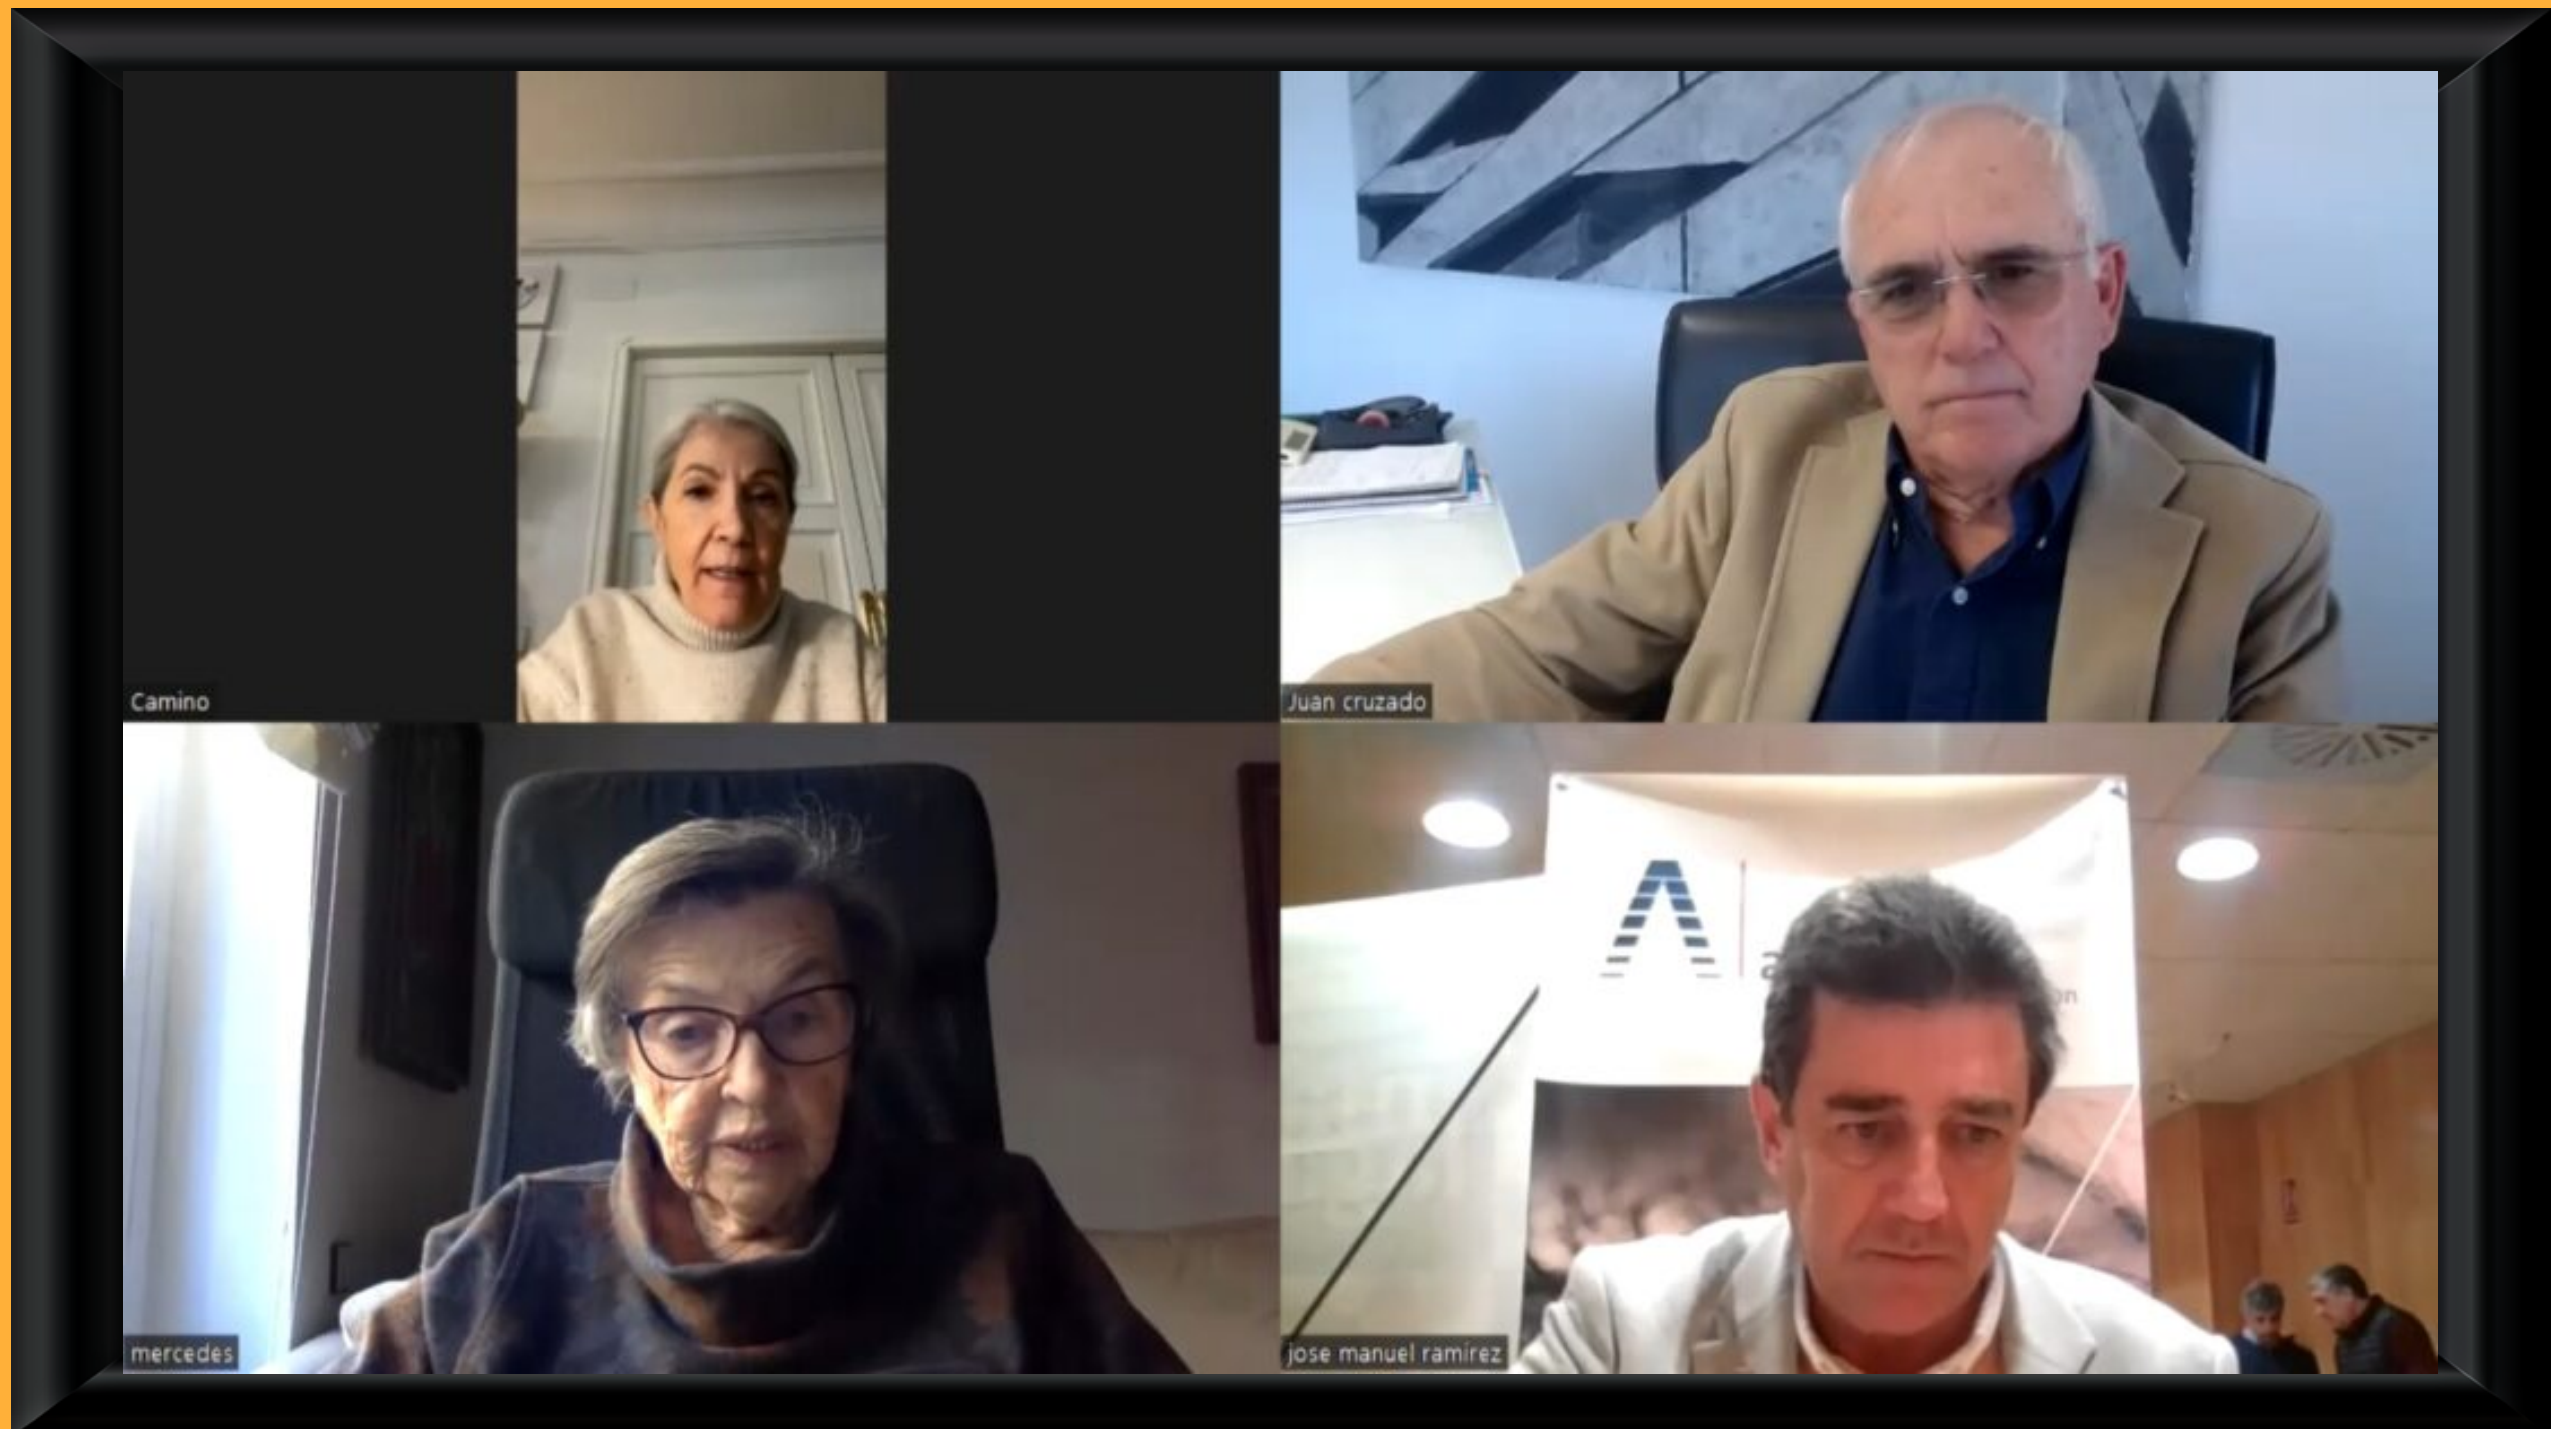 Camino
Juan cruzado
A
mercedes
jose manuel ramirez